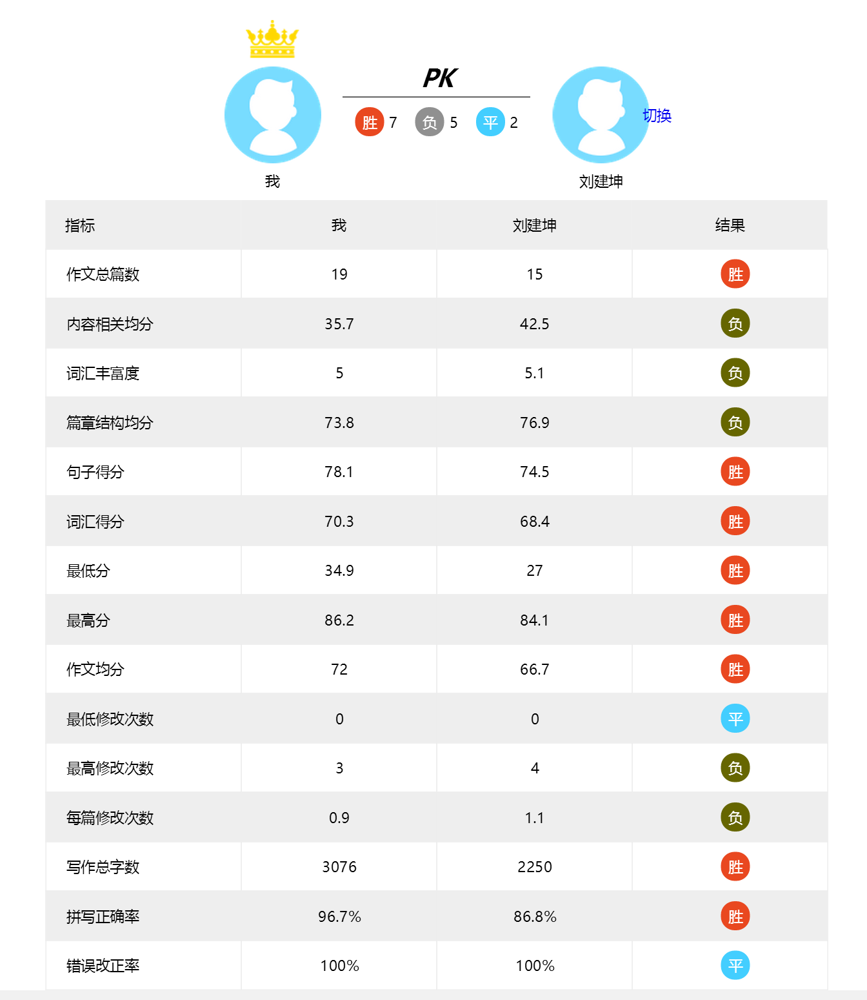 PK
胜 7 负 5 平 2
切换
我 刘建坤
指标 我 刘建坤 结果
作文总篇数 19 15 胜
内容相关均分 35.7 42.5 负
词汇丰富度 5 5.1 负
篇章结构均分 73.8 76.9 负
句子得分 78.1 74.5 胜
词汇得分 70.3 68.4 胜
最低分 34.9 27 胜
最高分 86.2 84.1 胜
作文均分 72 66.7 胜
最低修改次数 0 0 平
最高修改次数 3 4 负
每篇修改次数 0.9 1.1 负
写作总字数 3076 2250 胜
拼写正确率 96.7% 86.8% 胜
错误改正率 100% 100% 平